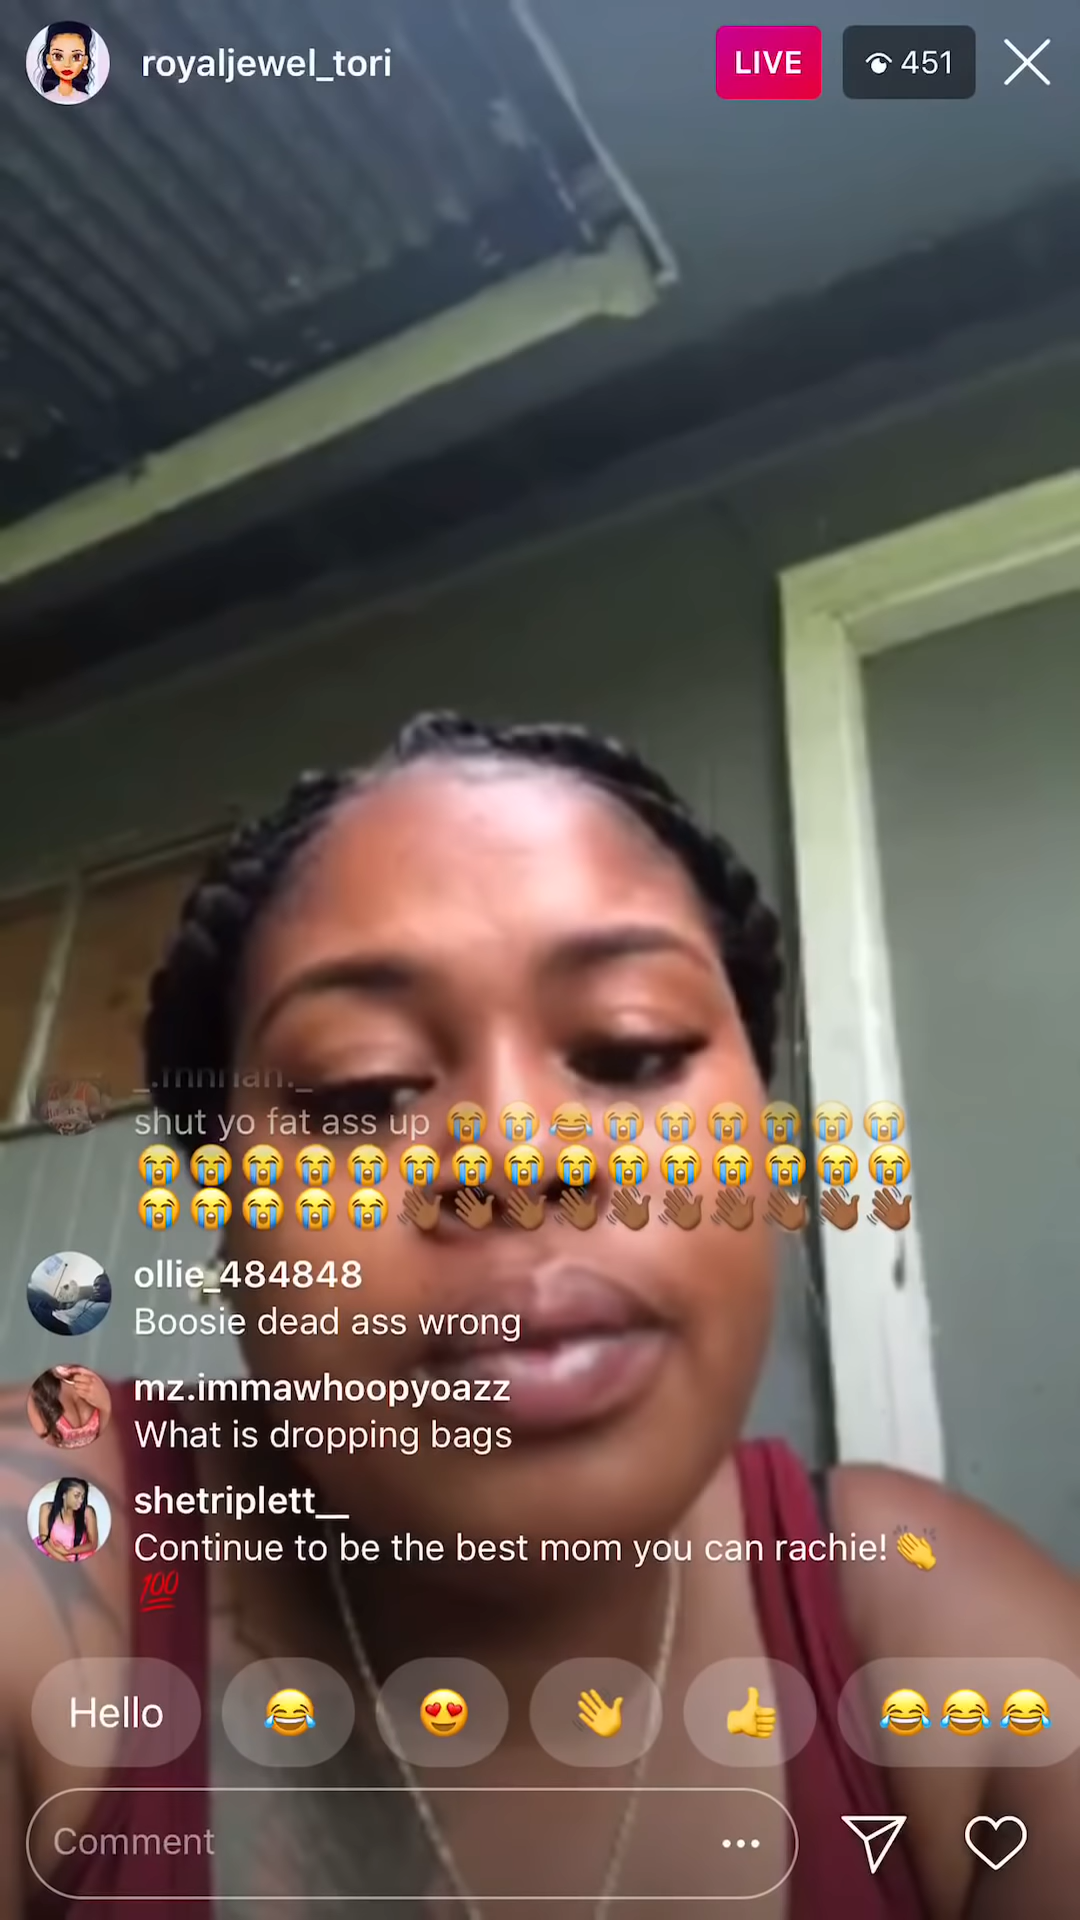 royaljewel_tori
LIVE
451
shut yo fat ass up 😭😭😂😭😭😭😭😭😭
😭😭😭😭😭😭😭😭😭😭😭😭😭😭😭
😭😭😭😭😭👋🏾👋🏾👋🏾👋🏾👋🏾👋🏾👋🏾👋🏾👋🏾👋🏾
ollie_484848
Boosie dead ass wrong
mz.immawhoopyoazz
What is dropping bags
shetriplett__
Continue to be the best mom you can rachie!👏
💯
Hello 😂 😍 👋 👍 😂😂😂
Comment